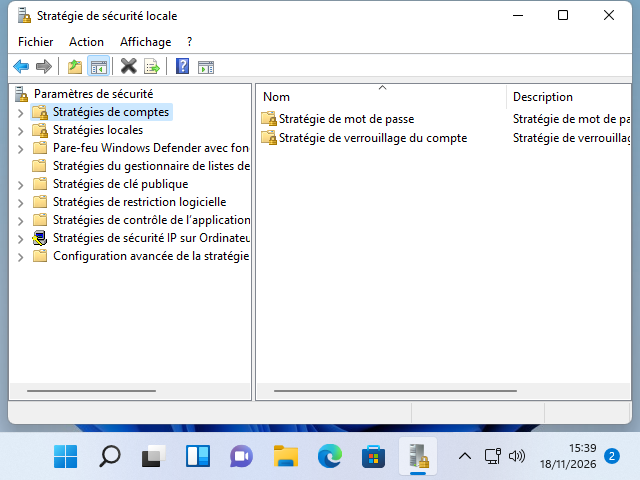 Stratégie de sécurité locale
Fichier Action Affichage ?
Paramètres de sécurité
Stratégies de comptes
Stratégies locales
Pare-feu Windows Defender avec fon
Stratégies du gestionnaire de listes de
Stratégies de clé publique
Stratégies de restriction logicielle
Stratégies de contrôle de l'application
Stratégies de sécurité IP sur Ordinateu
Configuration avancée de la stratégie
Nom Description
Stratégie de mot de passe Stratégie de mot de pa
Stratégie de verrouillage du compte Stratégie de verrouillag
15:39
18/11/2026
2